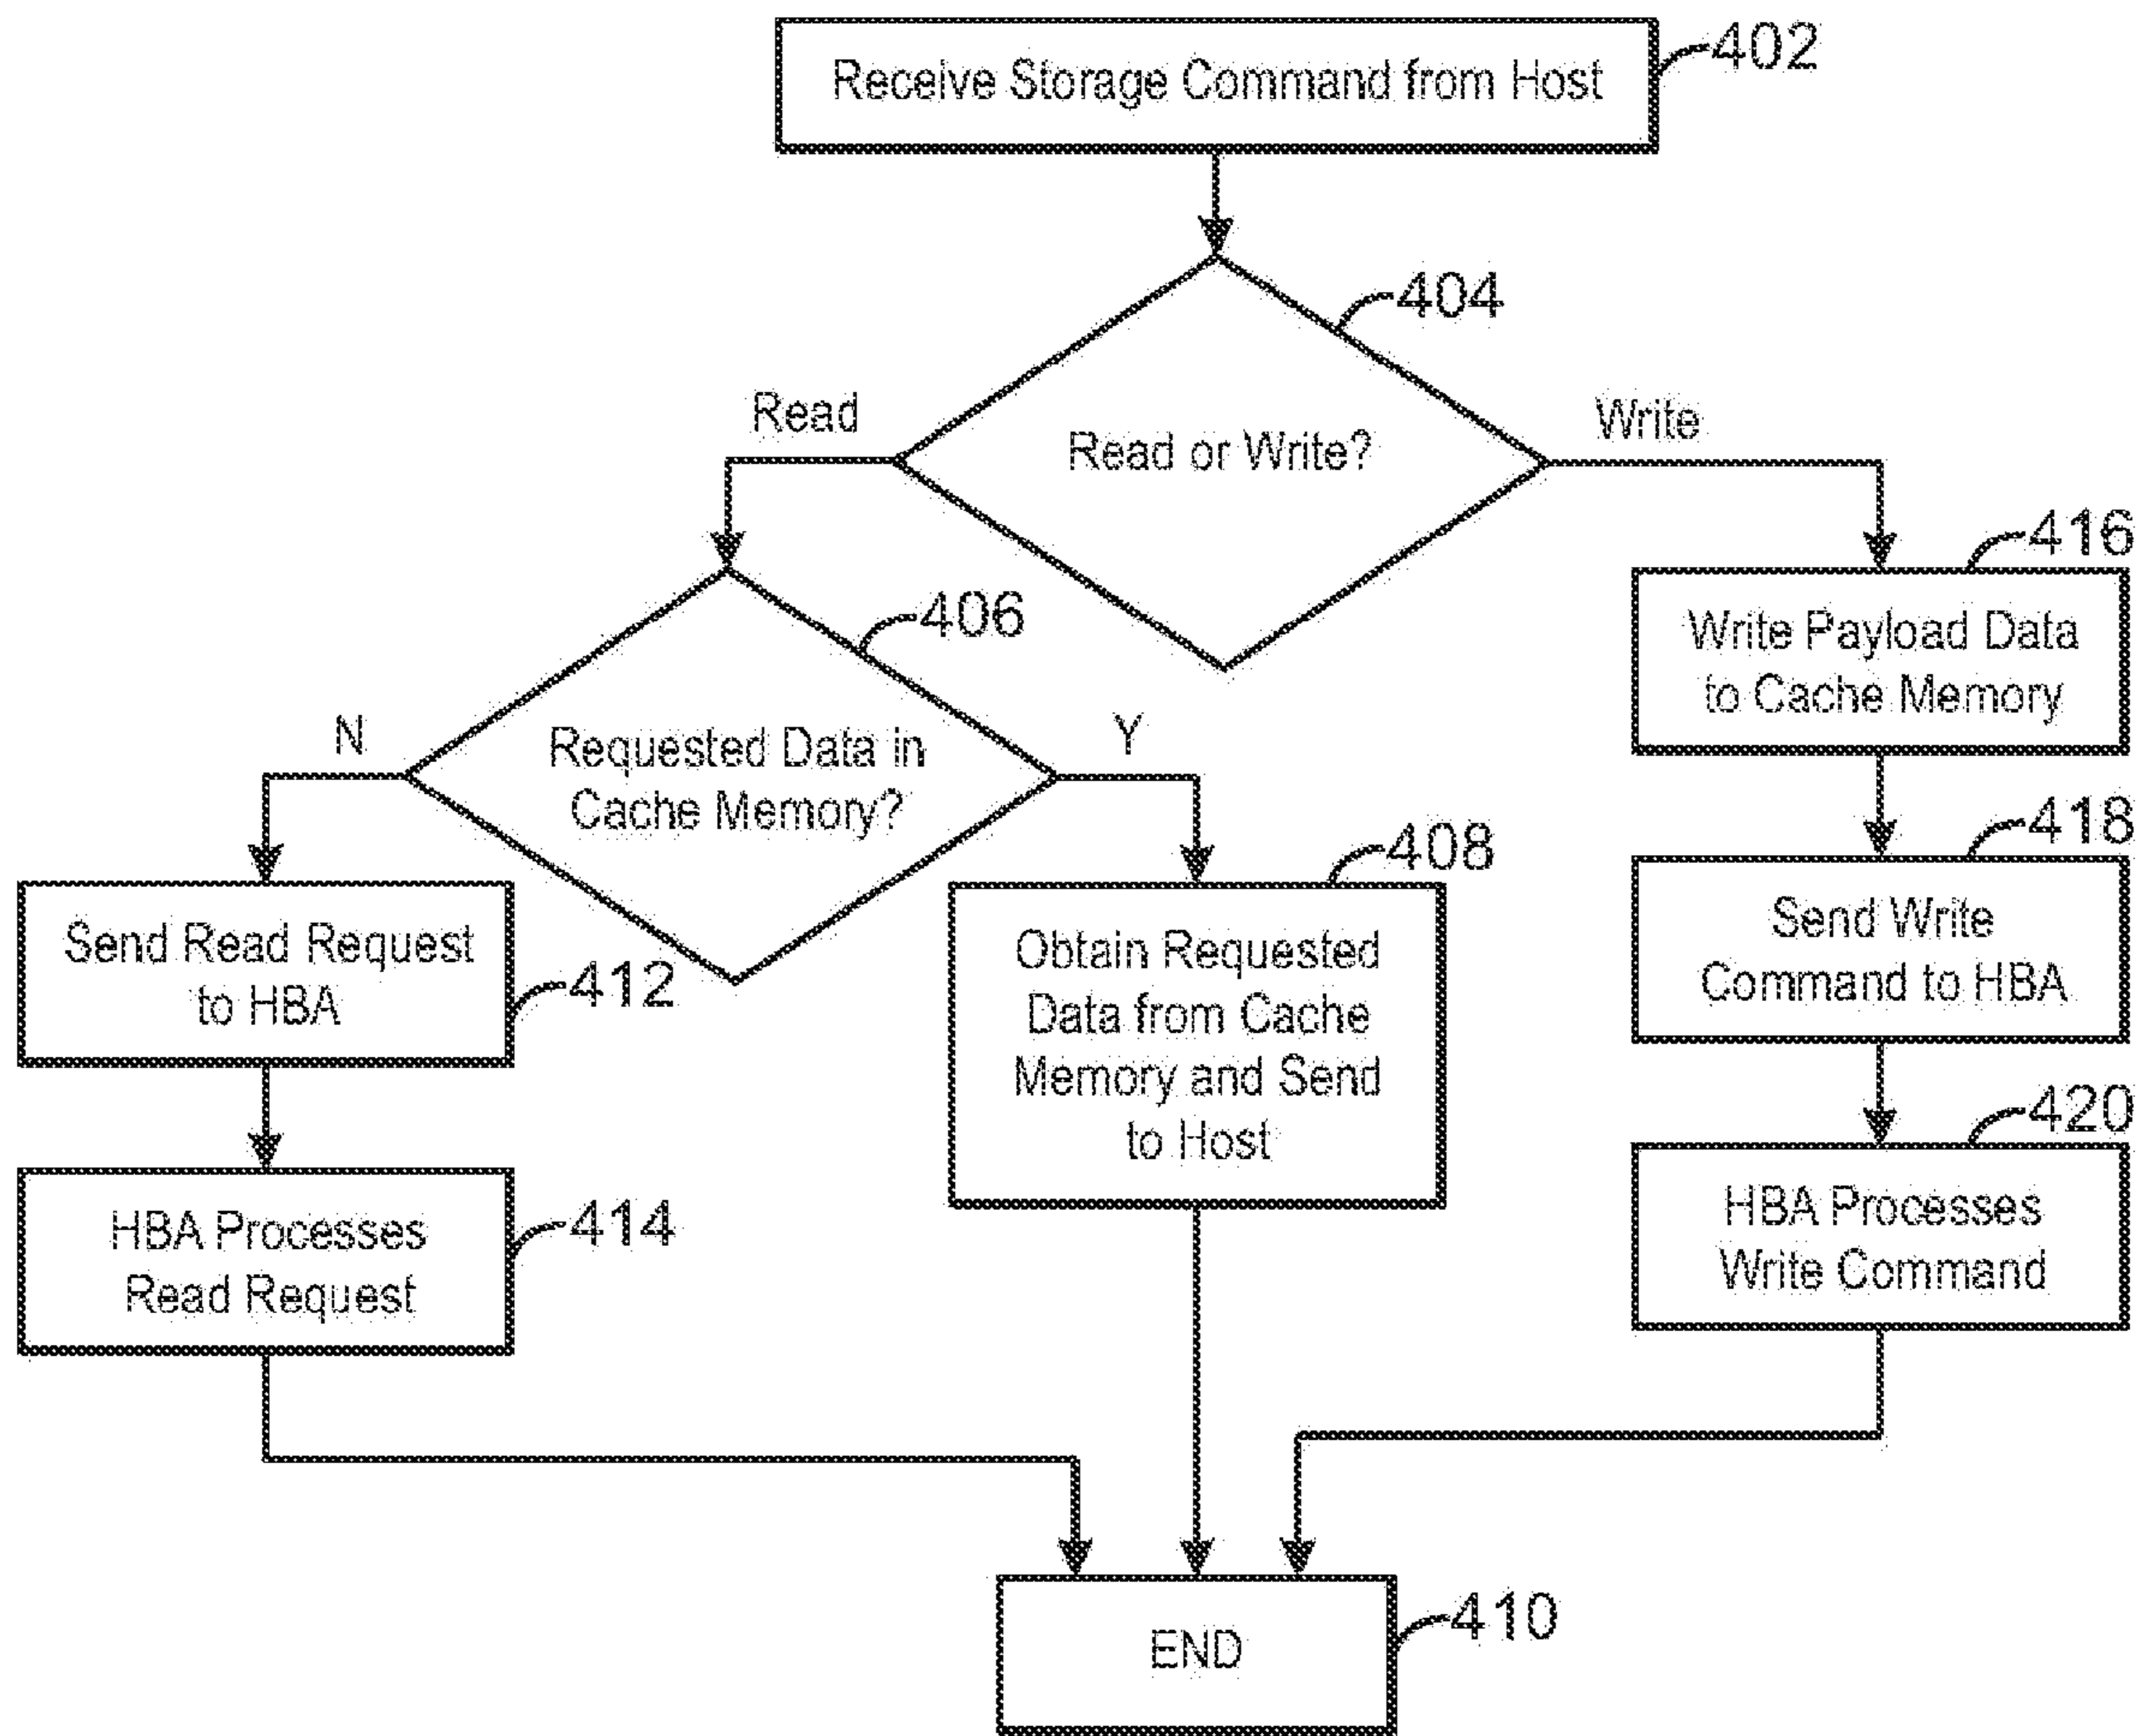 Receive Storage Command from Host
402
404
Read or Write?
Read
Write
406
Requested Data in
Cache Memory?
N
Y
416
Write Payload Data
to Cache Memory
412
Send Read Request
to HBA
408
Obtain Requested
Data from Cache
Memory and Send
to Host
418
Send Write
Command to HBA
414
HBA Processes
Read Request
420
HBA Processes
Write Command
END
410